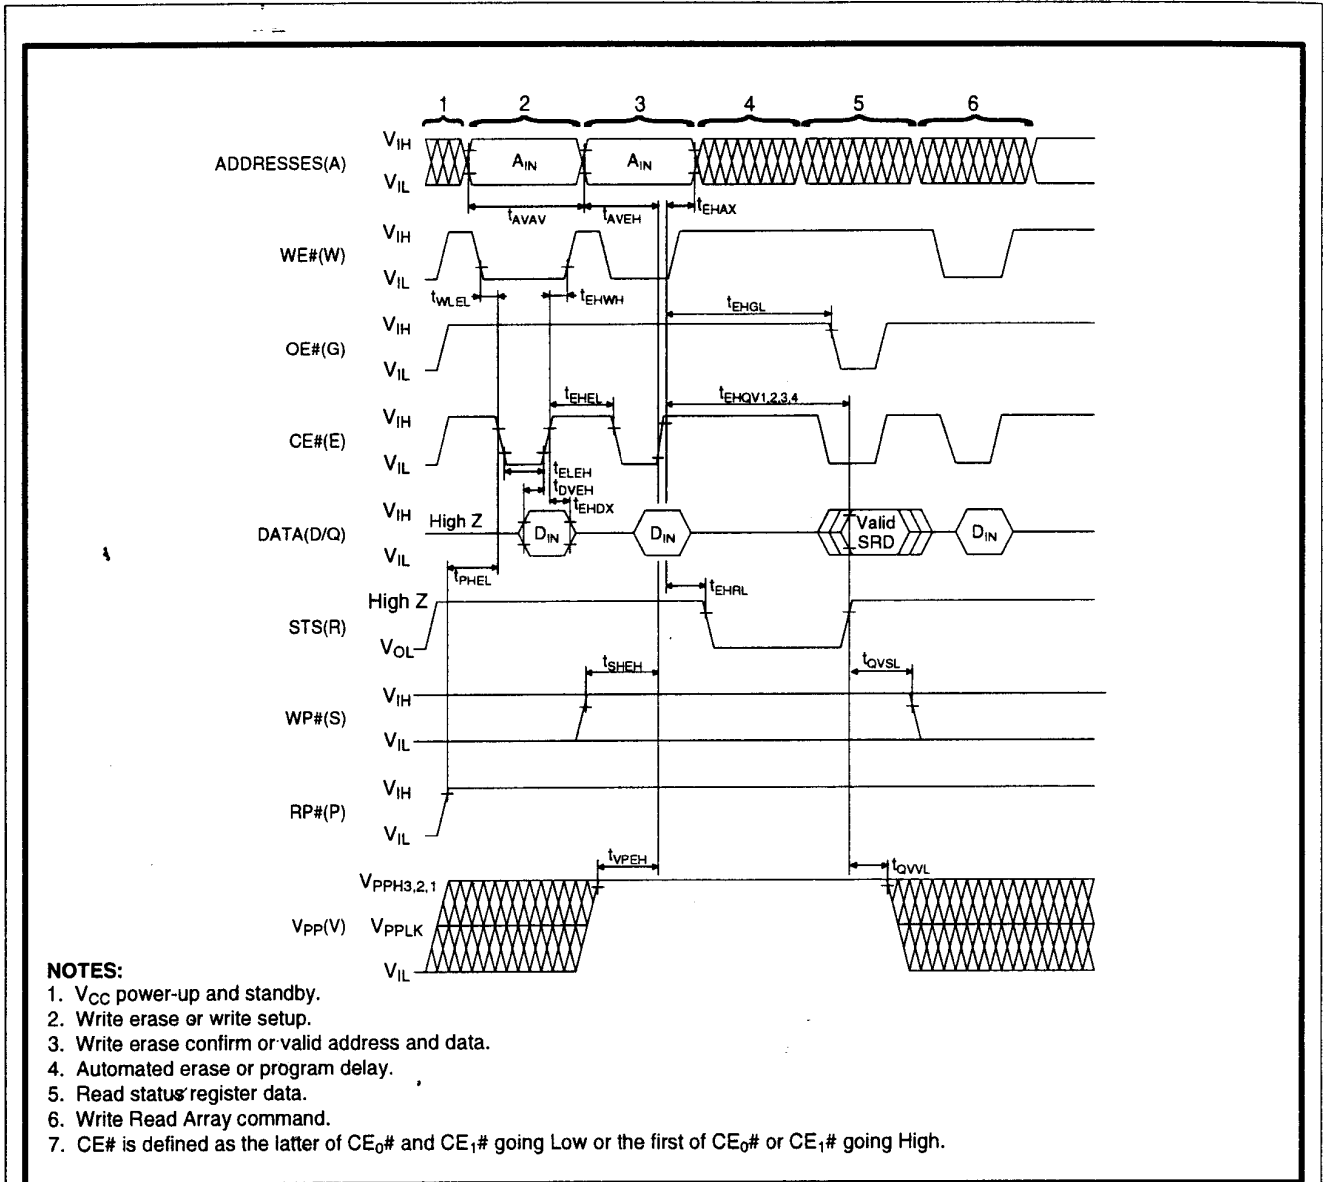 1 2 3 4 5 6
ADDRESSES(A) VIH VIL AIN AIN
tAVAV tAVEH tEHAX
WE#(W) VIH VIL
tWLEL tEHWH
OE#(G) VIH VIL
tEHGL
CE#(E) VIH VIL
tEHEL tEHQV1,2,3,4
tELEH
tDVEH
tEHDX
DATA(D/Q) VIH VIL High Z DIN DIN Valid SRD DIN
tPHEL tEHRL
STS(R) High Z VOL
tSHEH tQVSL
WP#(S) VIH VIL
RP#(P) VIH VIL
tVPEH tQVVL
VPP(V) VPPH3,2,1 VPPLK VIL
NOTES:
1. VCC power-up and standby.
2. Write erase or write setup.
3. Write erase confirm or valid address and data.
4. Automated erase or program delay.
5. Read status register data.
6. Write Read Array command.
7. CE# is defined as the latter of CE0# and CE1# going Low or the first of CE0# or CE1# going High.